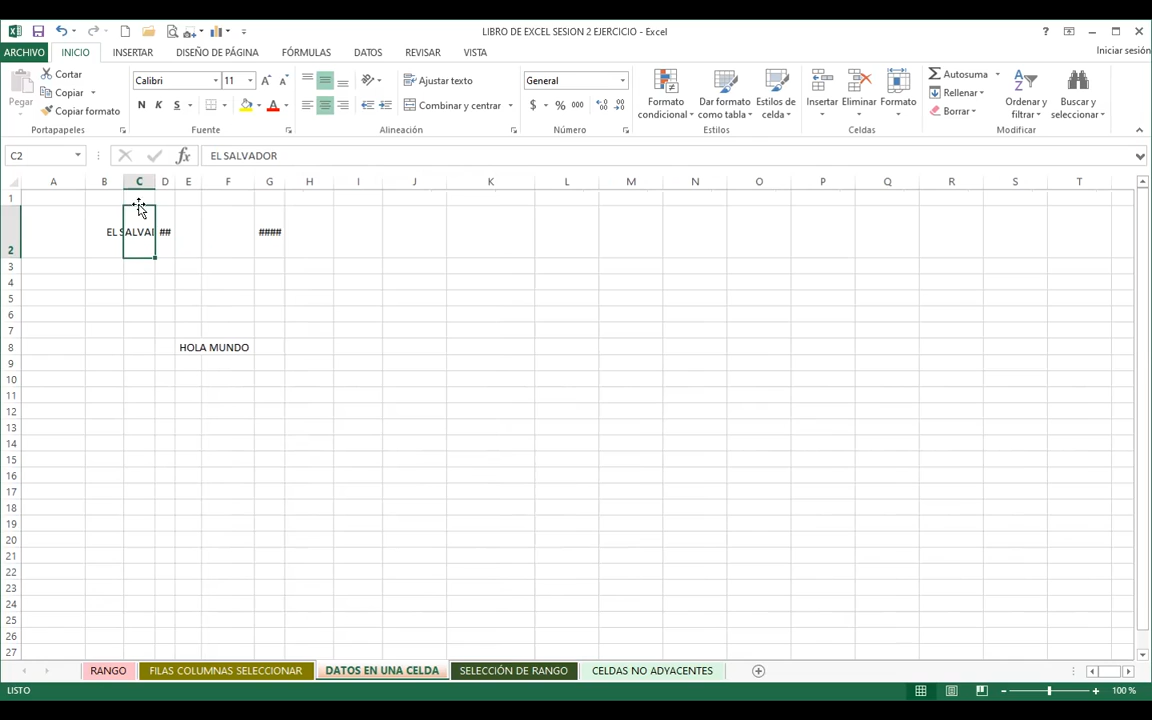 LIBRO DE EXCEL SESION 2 EJERCICIO - Excel
ARCHIVO INICIO INSERTAR DISEÑO DE PÁGINA FÓRMULAS DATOS REVISAR VISTA Iniciar sesión
Pegar
Cortar
Copiar
Copiar formato
Portapapeles
Calibri 11
N K S
Fuente
Ajustar texto
Combinar y centrar
Alineación
General
$ % 000
Número
Formato condicional
Dar formato como tabla
Estilos de celda
Estilos
Insertar Eliminar Formato
Celdas
Autosuma
Rellenar
Borrar
Ordenar y filtrar
Buscar y seleccionar
Modificar
C2 fx EL SALVADOR
A B C D E F G H I J K L M N O P Q R S T
1
2 EL SALVAI ## ####
3
4
5
6
7
8 HOLA MUNDO
9
10
11
12
13
14
15
16
17
18
19
20
21
22
23
24
25
26
27
RANGO FILAS COLUMNAS SELECCIONAR DATOS EN UNA CELDA SELECCIÓN DE RANGO CELDAS NO ADYACENTES
LISTO 100 %